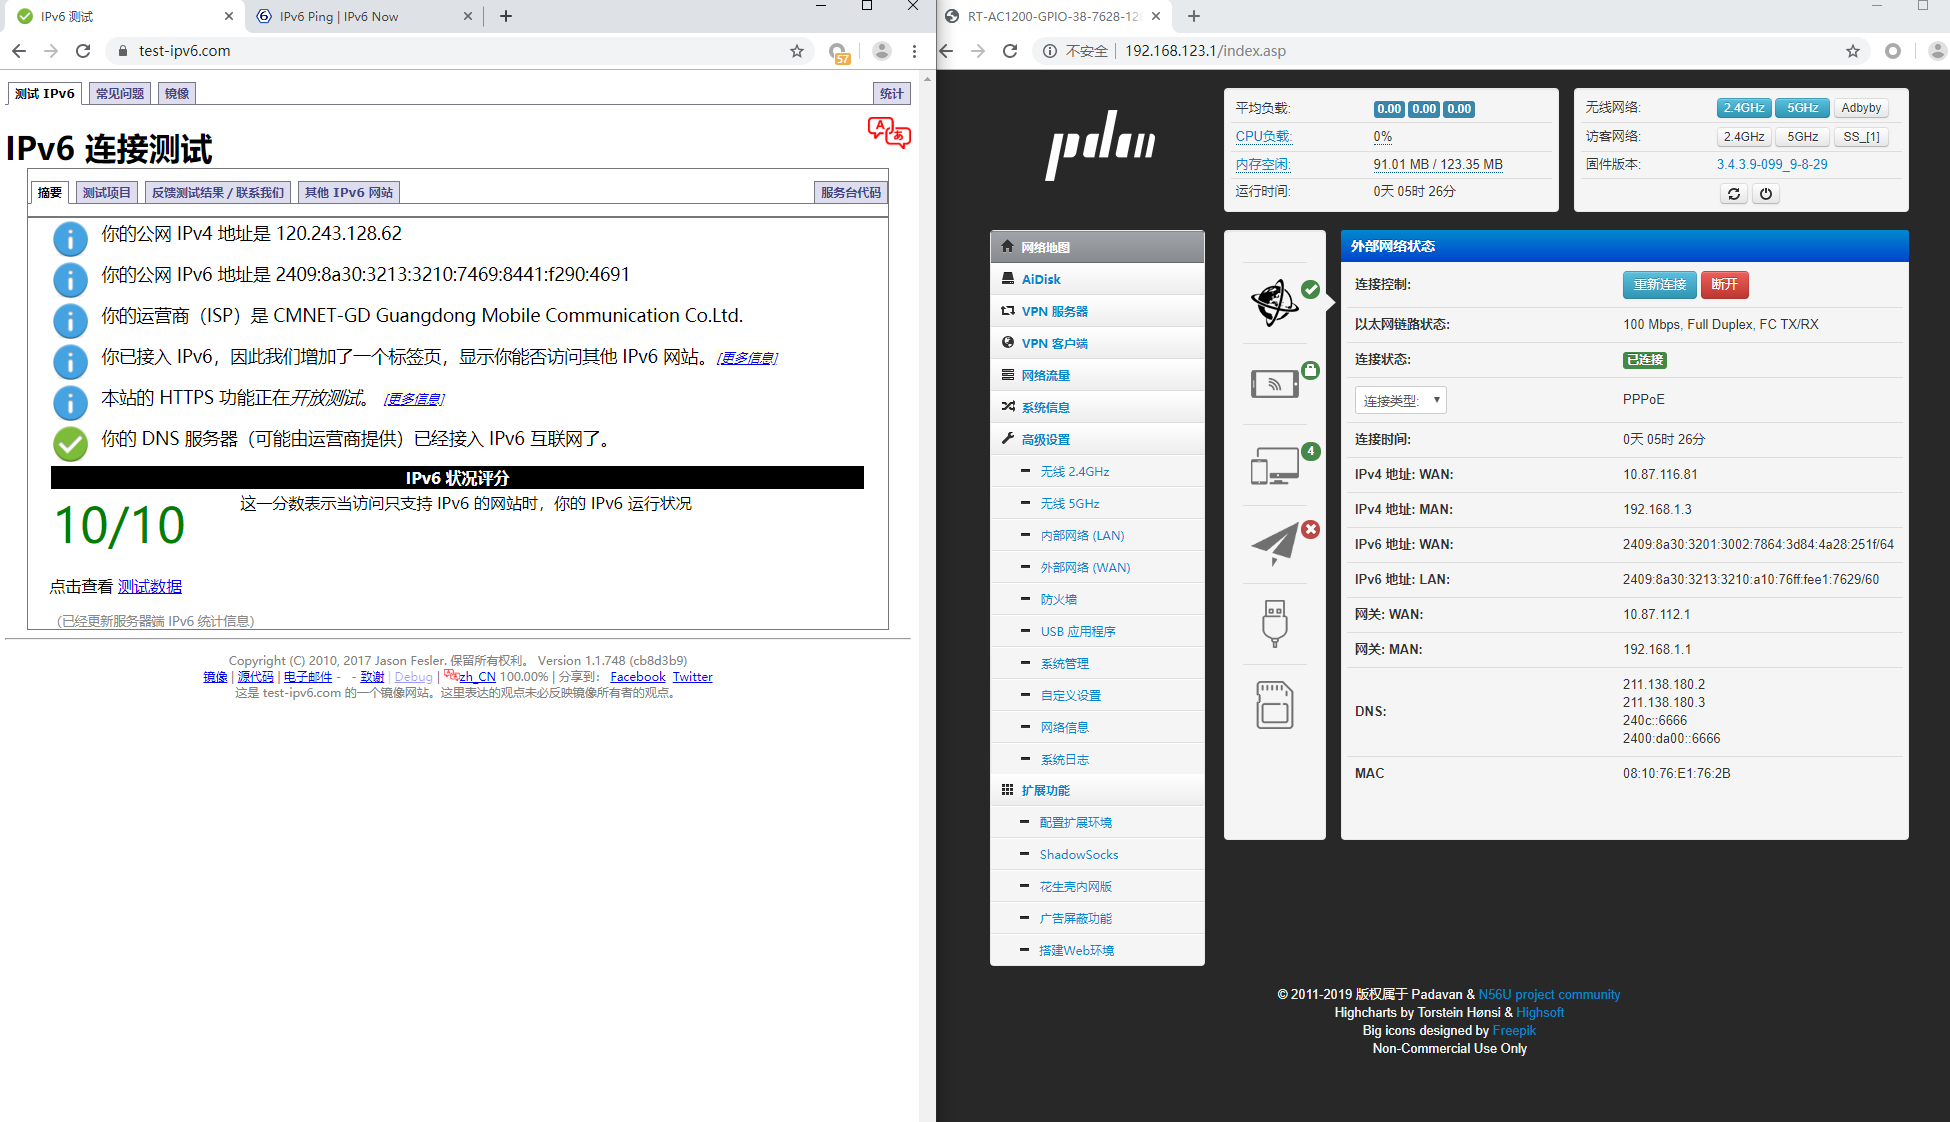 IPv6 测试
IPv6 Ping | IPv6 Now
test-ipv6.com
57
测试 IPv6
常见问题
镜像
统计
IPv6 连接测试
摘要
测试项目
反馈测试结果 / 联系我们
其他 IPv6 网站
服务台代码
你的公网 IPv4 地址是 120.243.128.62
你的公网 IPv6 地址是 2409:8a30:3213:3210:7469:8441:f290:4691
你的运营商（ISP）是 CMNET-GD Guangdong Mobile Communication Co.Ltd.
你已接入 IPv6，因此我们增加了一个标签页，显示你能否访问其他 IPv6 网站。 [更多信息]
本站的 HTTPS 功能正在开放测试。 [更多信息]
你的 DNS 服务器（可能由运营商提供）已经接入 IPv6 互联网了。
IPv6 状况评分
10/10
这一分数表示当访问只支持 IPv6 的网站时，你的 IPv6 运行状况
点击查看 测试数据
（已经更新服务器端 IPv6 统计信息）
Copyright (C) 2010, 2017 Jason Fesler. 保留所有权利。 Version 1.1.748 (cb8d3b9)
镜像 | 源代码 | 电子邮件 - - 致谢 | Debug | zh_CN 100.00% | 分享到： Facebook Twitter
这是 test-ipv6.com 的一个镜像网站。这里表达的观点未必反映镜像所有者的观点。
RT-AC1200-GPIO-38-7628-12
不安全 | 192.168.123.1/index.asp
pdan
平均负载: 0.00 0.00 0.00
CPU负载: 0%
内存空闲: 91.01 MB / 123.35 MB
运行时间: 0天 05时 26分
无线网络: 2.4GHz 5GHz Adbyby
访客网络: 2.4GHz 5GHz SS_[1]
固件版本: 3.4.3.9-099_9-8-29
网络地图
AiDisk
VPN 服务器
VPN 客户端
网络流量
系统信息
高级设置
无线 2.4GHz
无线 5GHz
内部网络 (LAN)
外部网络 (WAN)
防火墙
USB 应用程序
系统管理
自定义设置
网络信息
系统日志
扩展功能
配置扩展环境
ShadowSocks
花生壳内网版
广告屏蔽功能
搭建Web环境
4
外部网络状态
连接控制: 重新连接 断开
以太网链路状态: 100 Mbps, Full Duplex, FC TX/RX
连接状态: 已连接
连接类型: PPPoE
连接时间: 0天 05时 26分
IPv4 地址: WAN: 10.87.116.81
IPv4 地址: MAN: 192.168.1.3
IPv6 地址: WAN: 2409:8a30:3201:3002:7864:3d84:4a28:251f/64
IPv6 地址: LAN: 2409:8a30:3213:3210:a10:76ff:fee1:7629/60
网关: WAN: 10.87.112.1
网关: MAN: 192.168.1.1
DNS:
211.138.180.2
211.138.180.3
240c::6666
2400:da00::6666
MAC 08:10:76:E1:76:2B
© 2011-2019 版权属于 Padavan & N56U project community
Highcharts by Torstein Hønsi & Highsoft
Big icons designed by Freepik
Non-Commercial Use Only